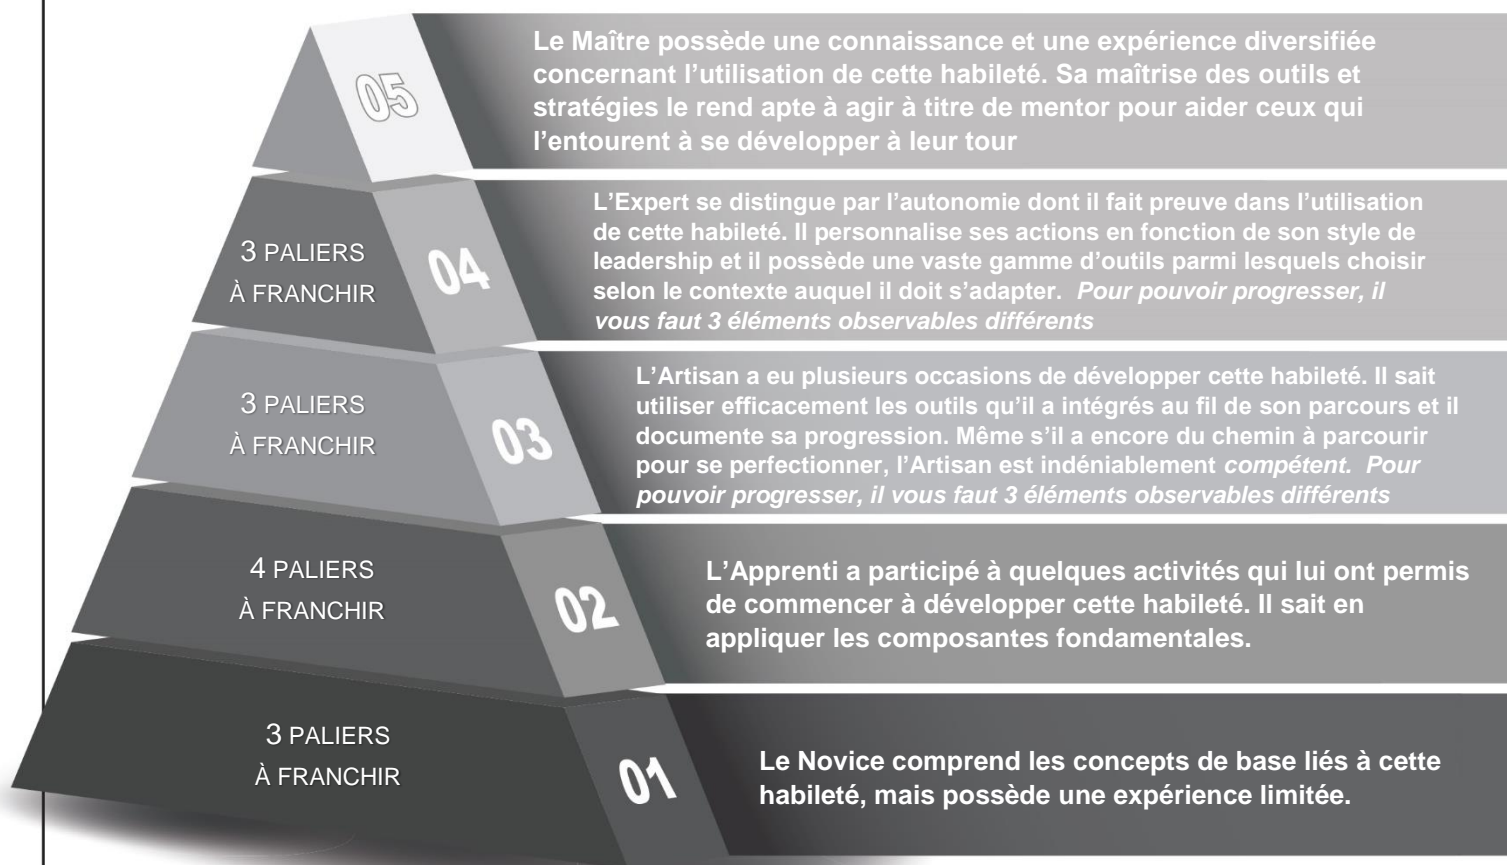 05
Le Maître possède une connaissance et une expérience diversifiée
concernant l’utilisation de cette habileté. Sa maîtrise des outils et
stratégies le rend apte à agir à titre de mentor pour aider ceux qui
l’entourent à se développer à leur tour
3 PALIERS
À FRANCHIR
04
L’Expert se distingue par l’autonomie dont il fait preuve dans l’utilisation
de cette habileté. Il personnalise ses actions en fonction de son style de
leadership et il possède une vaste gamme d’outils parmi lesquels choisir
selon le contexte auquel il doit s’adapter. Pour pouvoir progresser, il
vous faut 3 éléments observables différents
3 PALIERS
À FRANCHIR
03
L’Artisan a eu plusieurs occasions de développer cette habileté. Il sait
utiliser efficacement les outils qu’il a intégrés au fil de son parcours et il
documente sa progression. Même s’il a encore du chemin à parcourir
pour se perfectionner, l’Artisan est indéniablement compétent. Pour
pouvoir progresser, il vous faut 3 éléments observables différents
4 PALIERS
À FRANCHIR
02
L’Apprenti a participé à quelques activités qui lui ont permis
de commencer à développer cette habileté. Il sait en
appliquer les composantes fondamentales.
3 PALIERS
À FRANCHIR
01
Le Novice comprend les concepts de base liés à cette
habileté, mais possède une expérience limitée.